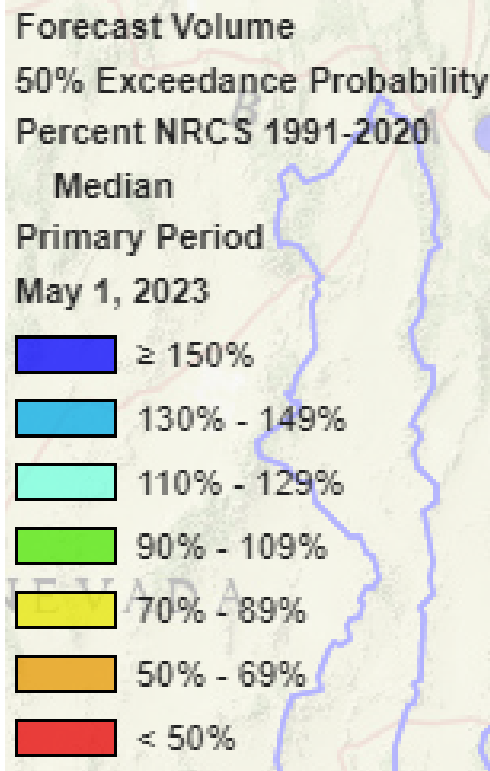 Forecast Volume
50% Exceedance Probability
Percent NRCS 1991-2020
Median
Primary Period
May 1, 2023
≥ 150%
130% - 149%
110% - 129%
90% - 109%
NEVADA
70% - 89%
50% - 69%
< 50%